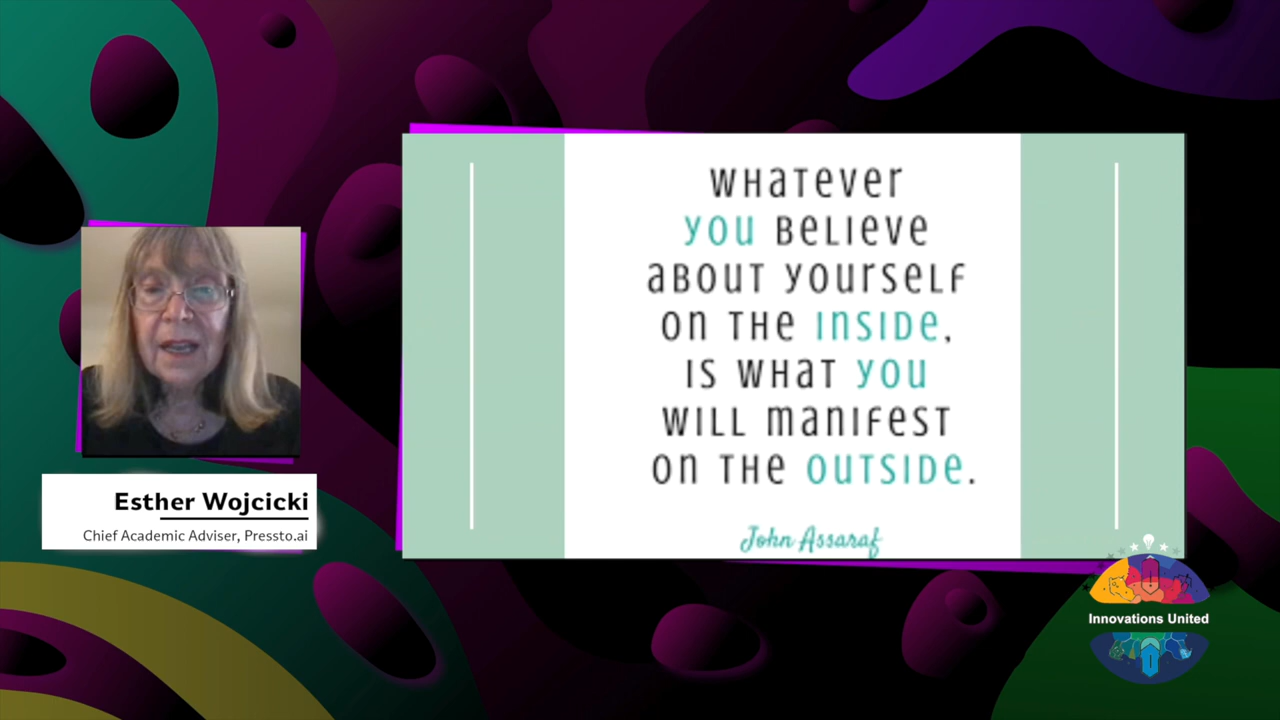 Esther Wojcicki
Chief Academic Adviser, Pressto.ai
WHATEVER
YOU BELIEVE
ABOUT YOURSELF
ON THE INSIDE,
IS WHAT YOU
WILL MANIFEST
ON THE OUTSIDE.
John Assaraf
Innovations United